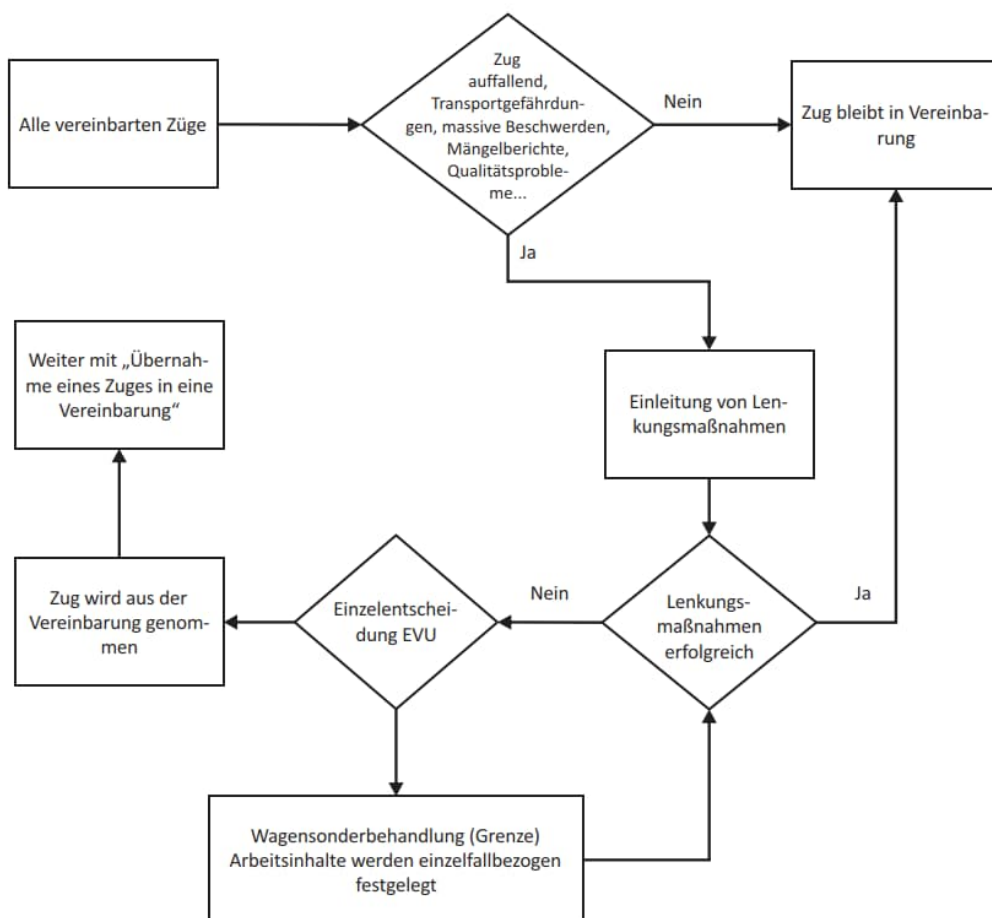 Alle vereinbarten Züge
Zug
auffallend,
Transportgefährdun-
gen, massive Beschwerden,
Mängelberichte,
Qualitätsproble-
me...
Nein
Zug bleibt in Vereinba-
rung
Ja
Einleitung von Len-
kungsmaßnahmen
Lenkungs-
maßnahmen
erfolgreich
Ja
Nein
Einzelentschei-
dung EVU
Zug wird aus der
Vereinbarung genom-
men
Weiter mit „Übernah-
me eines Zuges in eine
Vereinbarung“
Wagensonderbehandlung (Grenze)
Arbeitsinhalte werden einzelfallbezogen
festgelegt